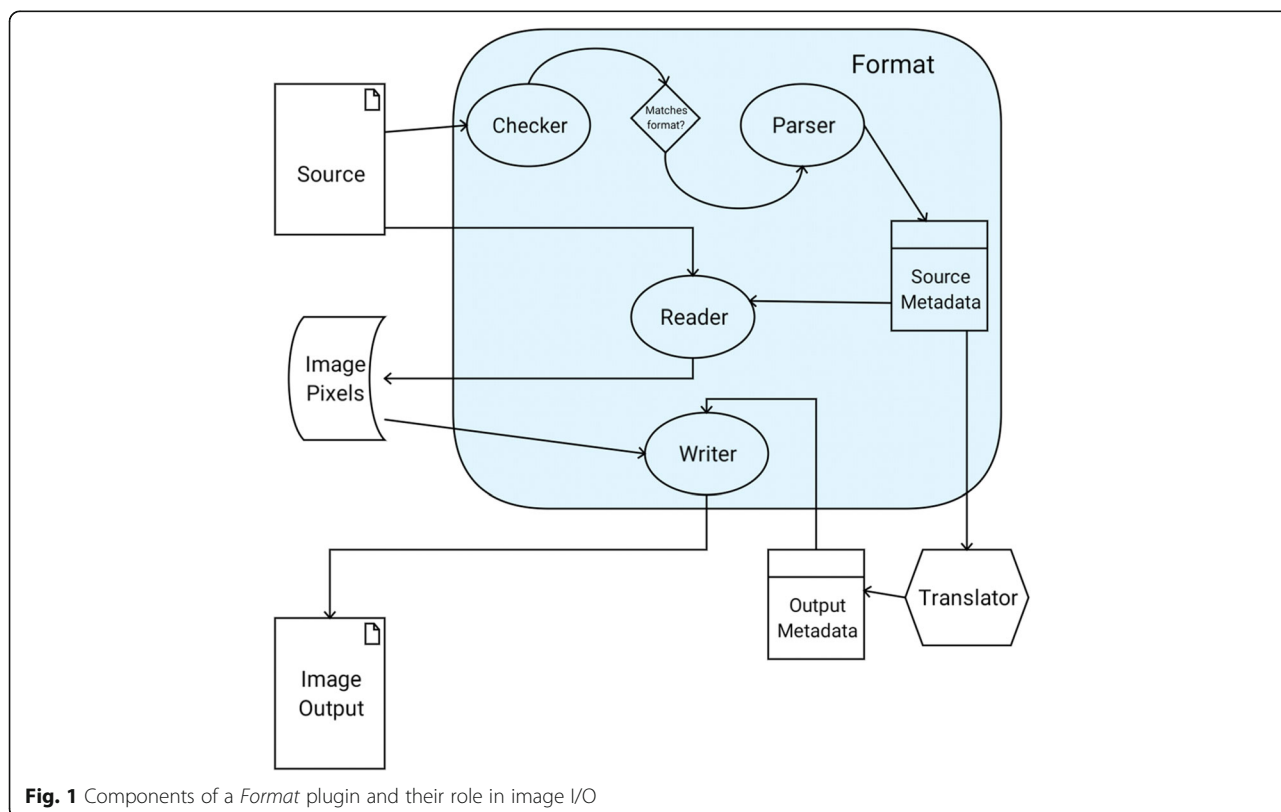 Format
Source
Checker
Matches
format?
Parser
Source
Metadata
Reader
Image
Pixels
Writer
Output
Metadata
Translator
Image
Output
Fig. 1 Components of a Format plugin and their role in image I/O